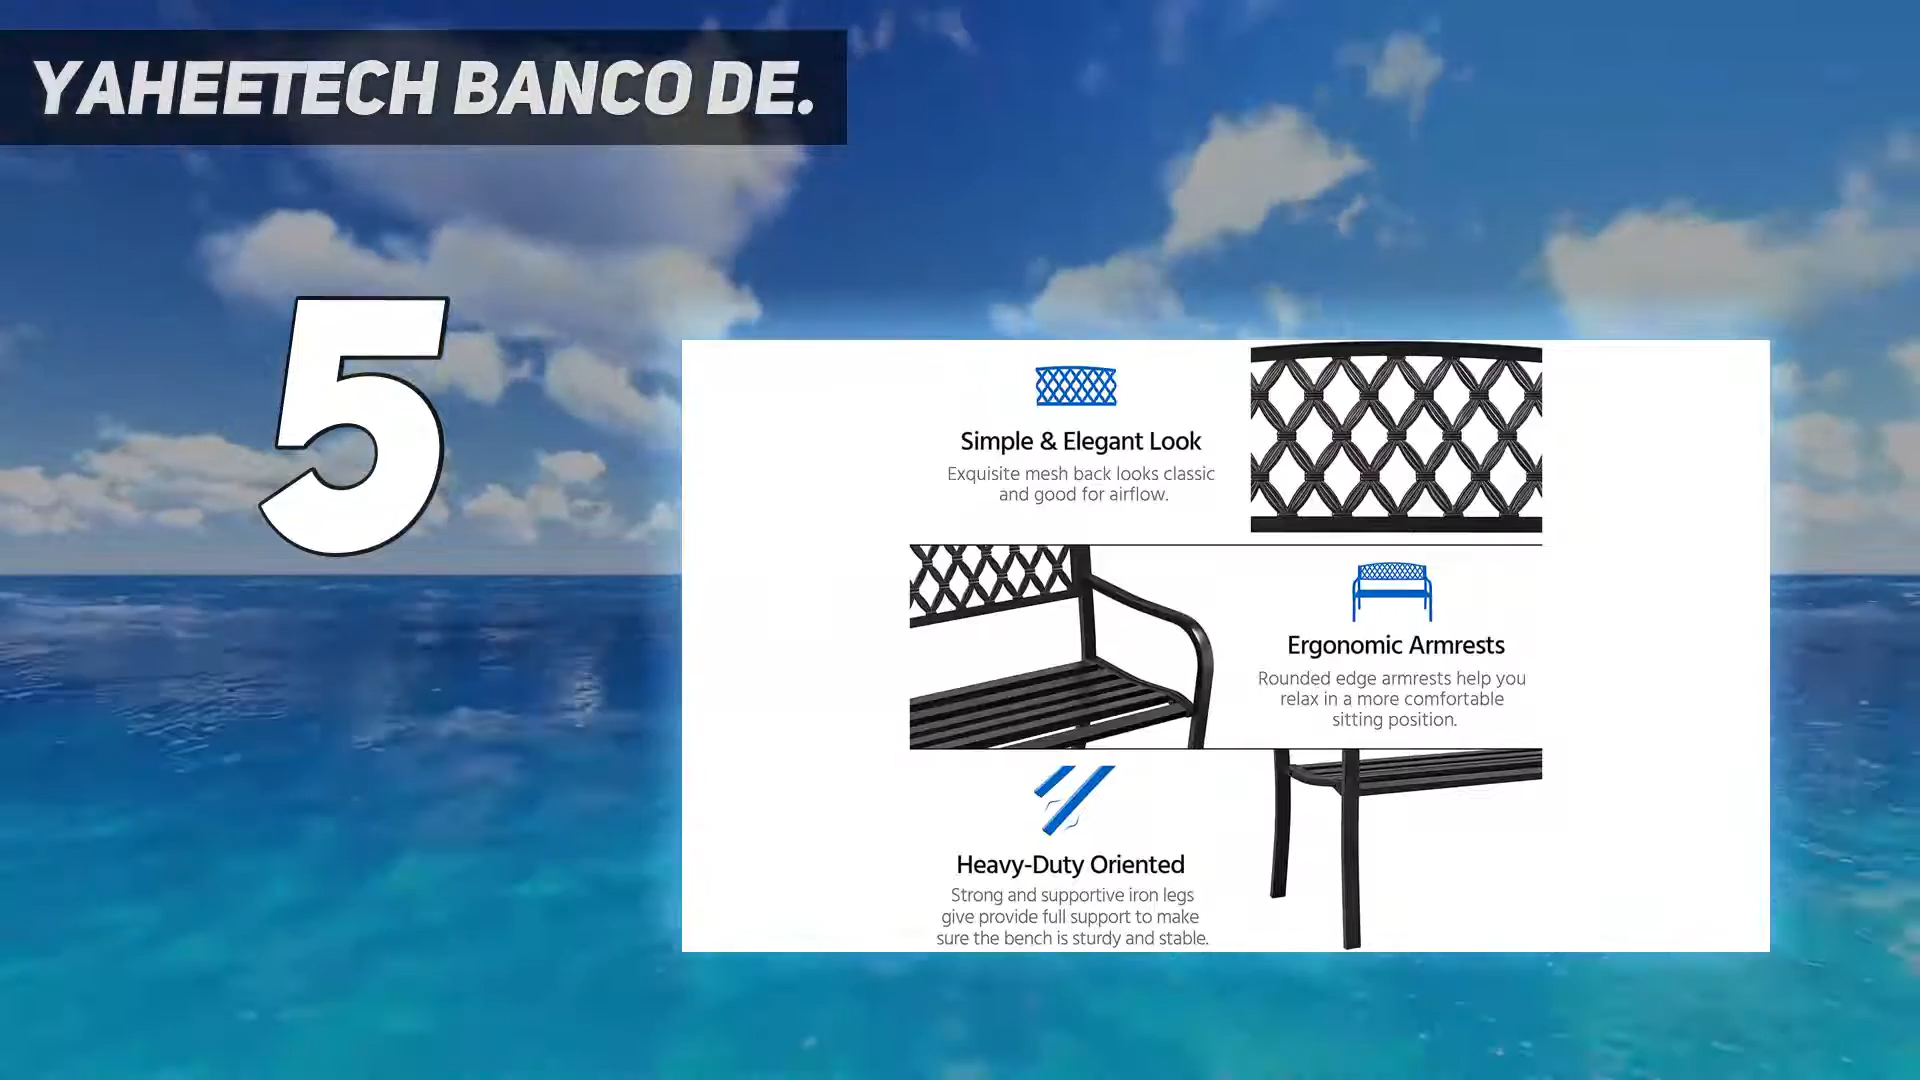 YAHEETECH BANCO DE.
5
Simple & Elegant Look
Exquisite mesh back looks classic
and good for airflow.
Ergonomic Armrests
Rounded edge armrests help you
relax in a more comfortable
sitting position.
Heavy-Duty Oriented
Strong and supportive iron legs
give provide full support to make
sure the bench is sturdy and stable.